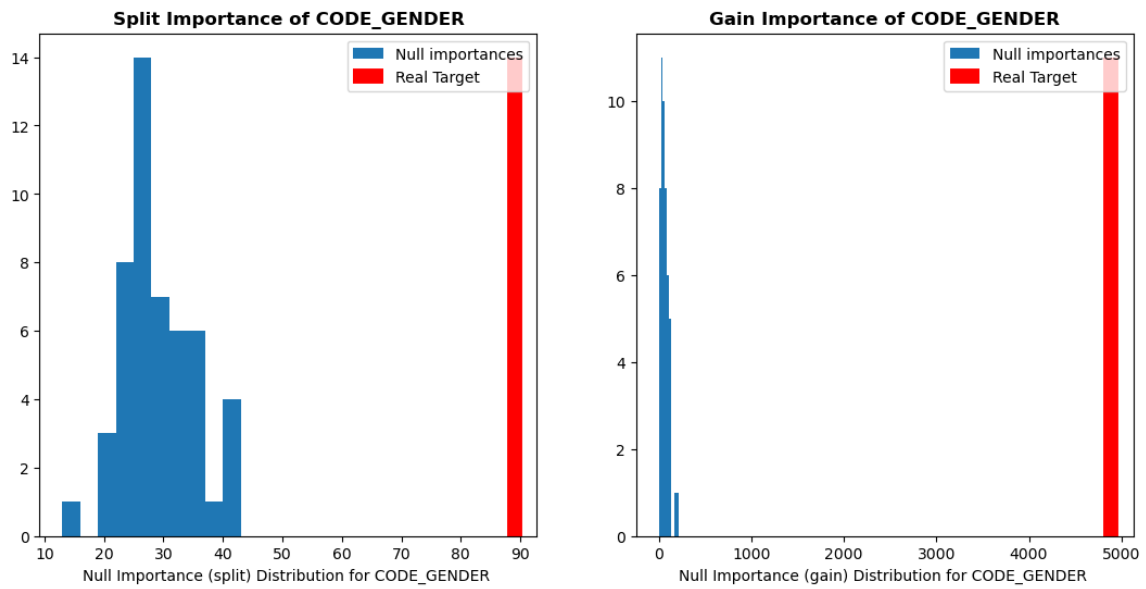 Split Importance of CODE_GENDER
Null importances
Real Target
14
12
10
8
6
4
2
0
10 20 30 40 50 60 70 80 90
Null Importance (split) Distribution for CODE_GENDER
Gain Importance of CODE_GENDER
Null importances
Real Target
10
8
6
4
2
0
0 1000 2000 3000 4000 5000
Null Importance (gain) Distribution for CODE_GENDER